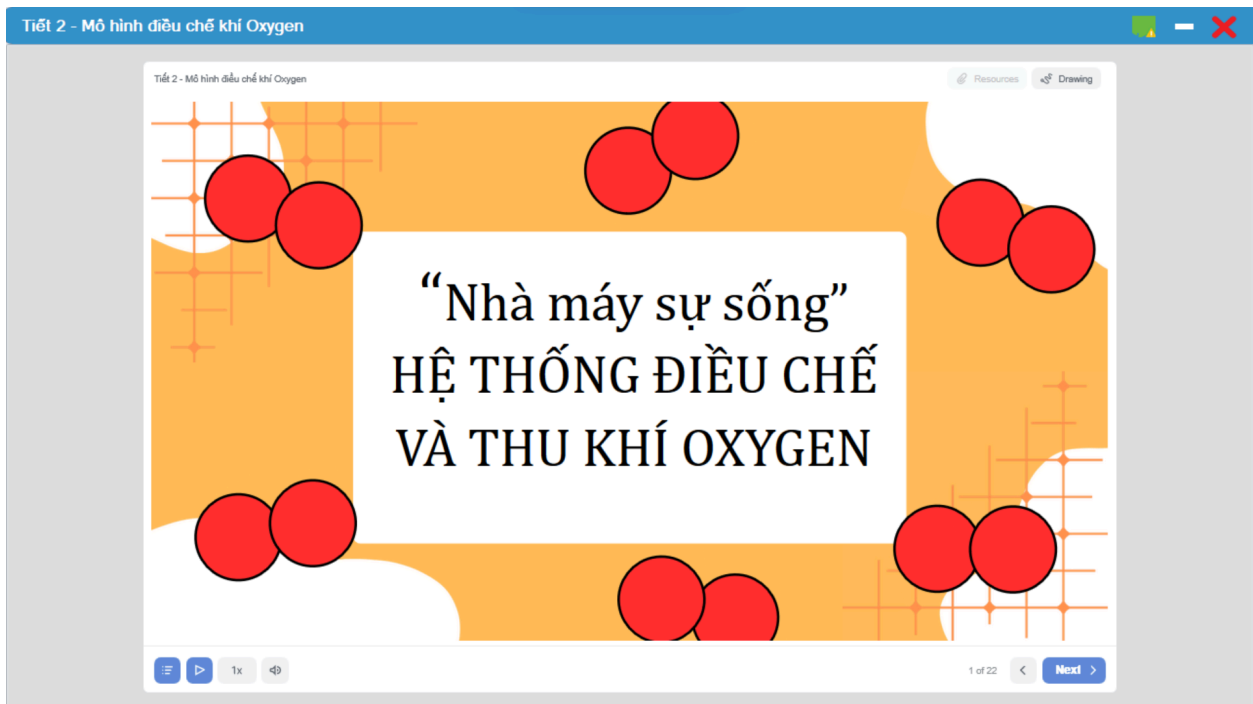 Tiết 2 - Mô hình điều chế khí Oxygen
Tiết 2 - Mô hình điều chế khí Oxygen
Resources
Drawing
“Nhà máy sự sống”
HỆ THỐNG ĐIỀU CHẾ
VÀ THU KHÍ OXYGEN
1x
1 of 22
Next